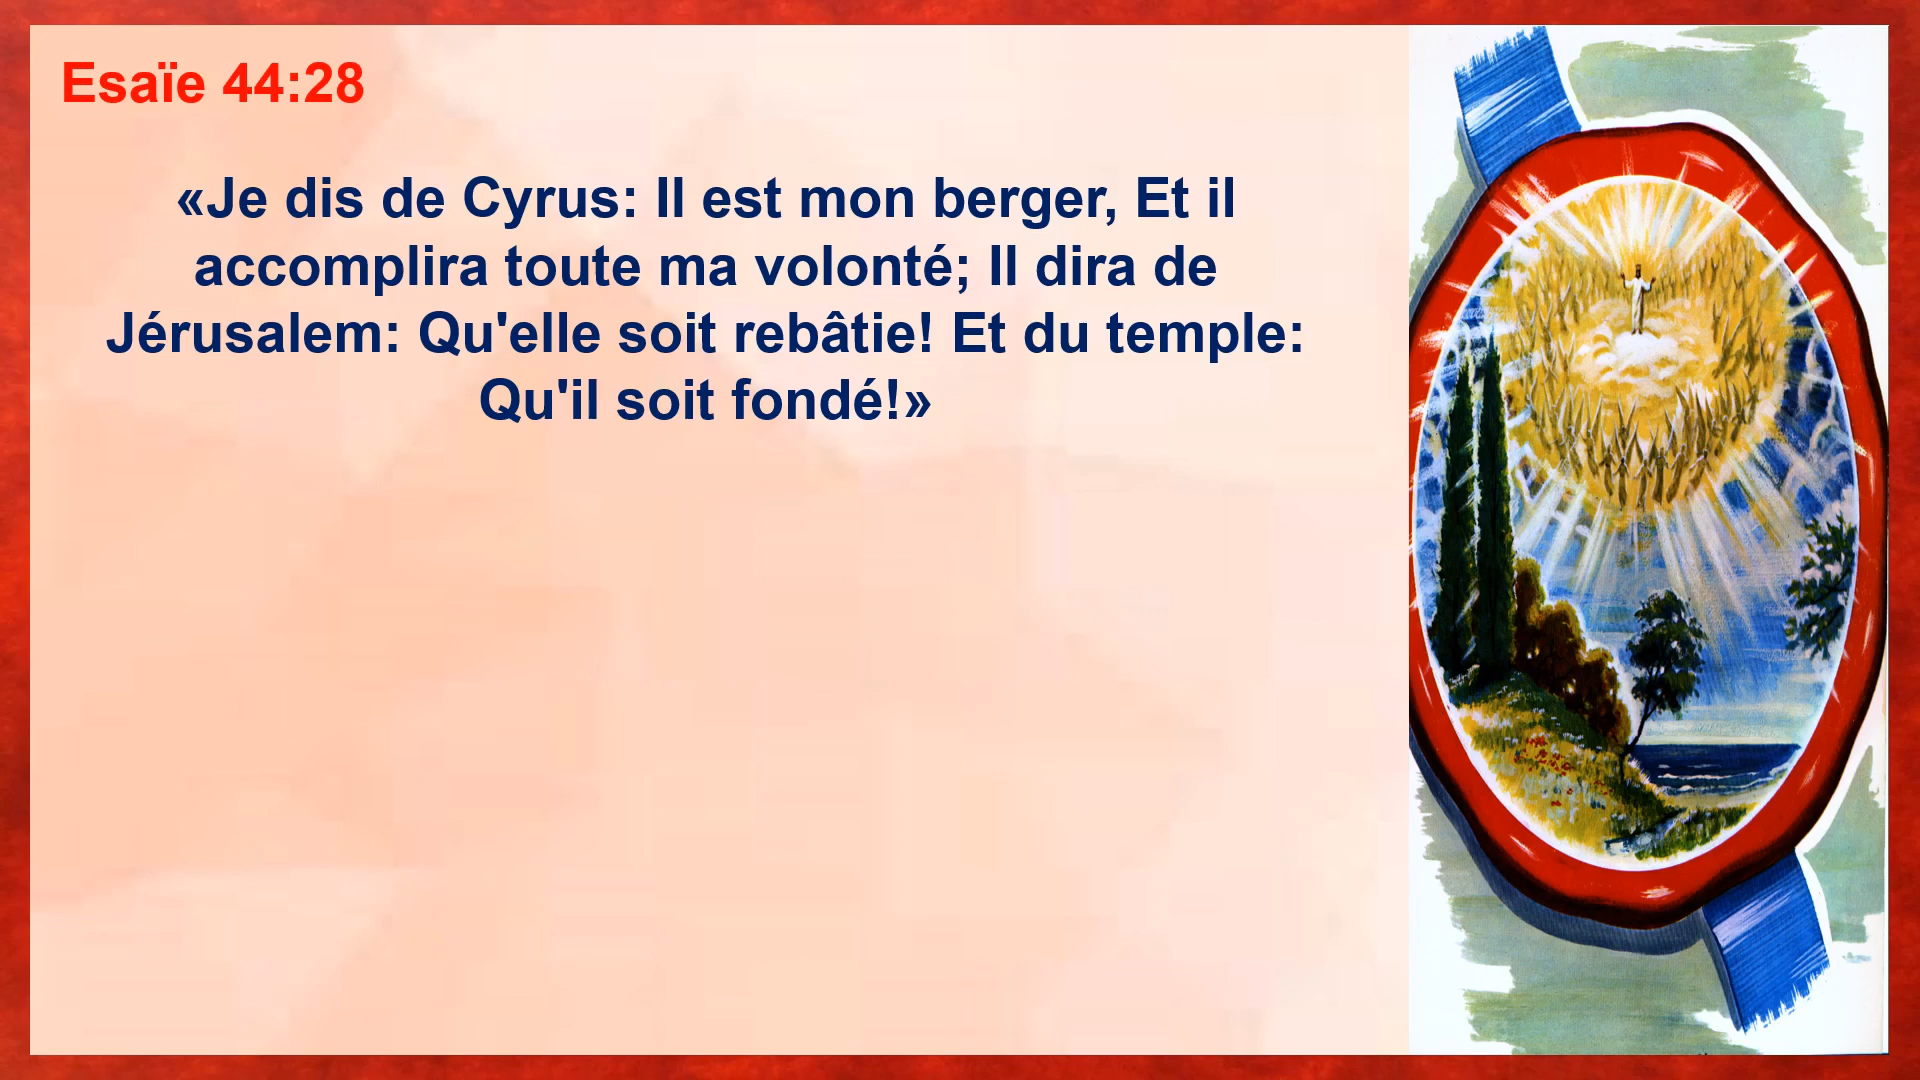 Esaïe 44:28
«Je dis de Cyrus: Il est mon berger, Et il
accomplira toute ma volonté; Il dira de
Jérusalem: Qu'elle soit rebâtie! Et du temple:
Qu'il soit fondé!»